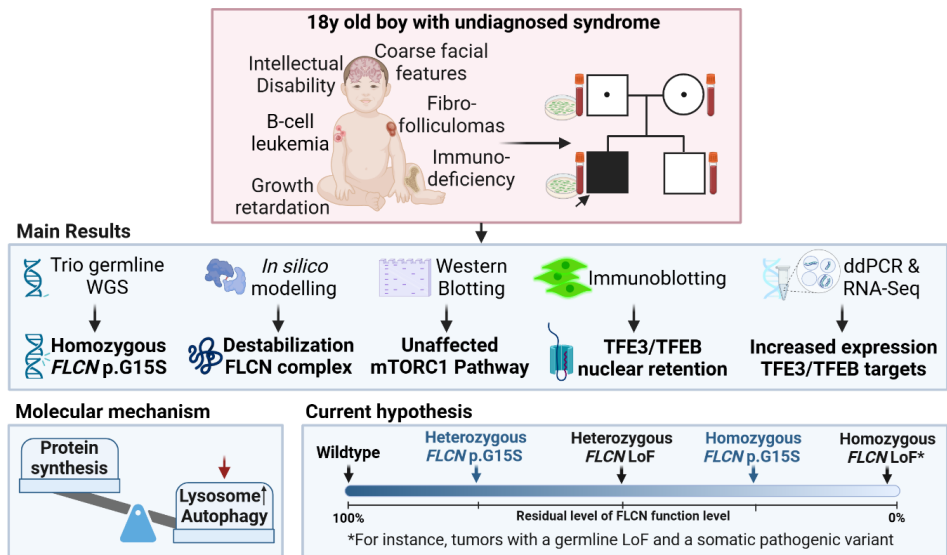 18y old boy with undiagnosed syndrome
Intellectual
Disability
Coarse facial
features
B-cell
leukemia
Fibro-
folliculomas
Immuno-
deficiency
Growth
retardation
Main Results
Trio germline
WGS
In silico
modelling
Western
Blotting
Immunoblotting
ddPCR &
RNA-Seq
Homozygous
FLCN p.G15S
Destabilization
FLCN complex
Unaffected
mTORC1 Pathway
TFE3/TFEB
nuclear retention
Increased expression
TFE3/TFEB targets
Molecular mechanism
Protein
synthesis
Lysosome↑
Autophagy
Current hypothesis
Wildtype
Heterozygous
FLCN p.G15S
Heterozygous
FLCN LoF
Homozygous
FLCN p.G15S
Homozygous
FLCN LoF*
100%
Residual level of FLCN function level
0%
*For instance, tumors with a germline LoF and a somatic pathogenic variant